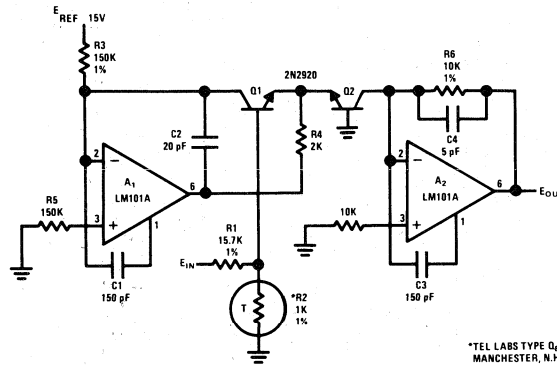 E REF 15V
R3
150K
1%
2N2920
Q1
Q2
R6
10K
1%
C4
5 pF
C2
20 pF
R4
2K
2
A1
LM101A
6
3
1
R5
150K
C1
150 pF
R1
15.7K
1%
EIN
T
*R2
1K
1%
2
A2
LM101A
6
EOU
3
1
10K
C3
150 pF
*TEL LABS TYPE
MANCHESTER, N.H